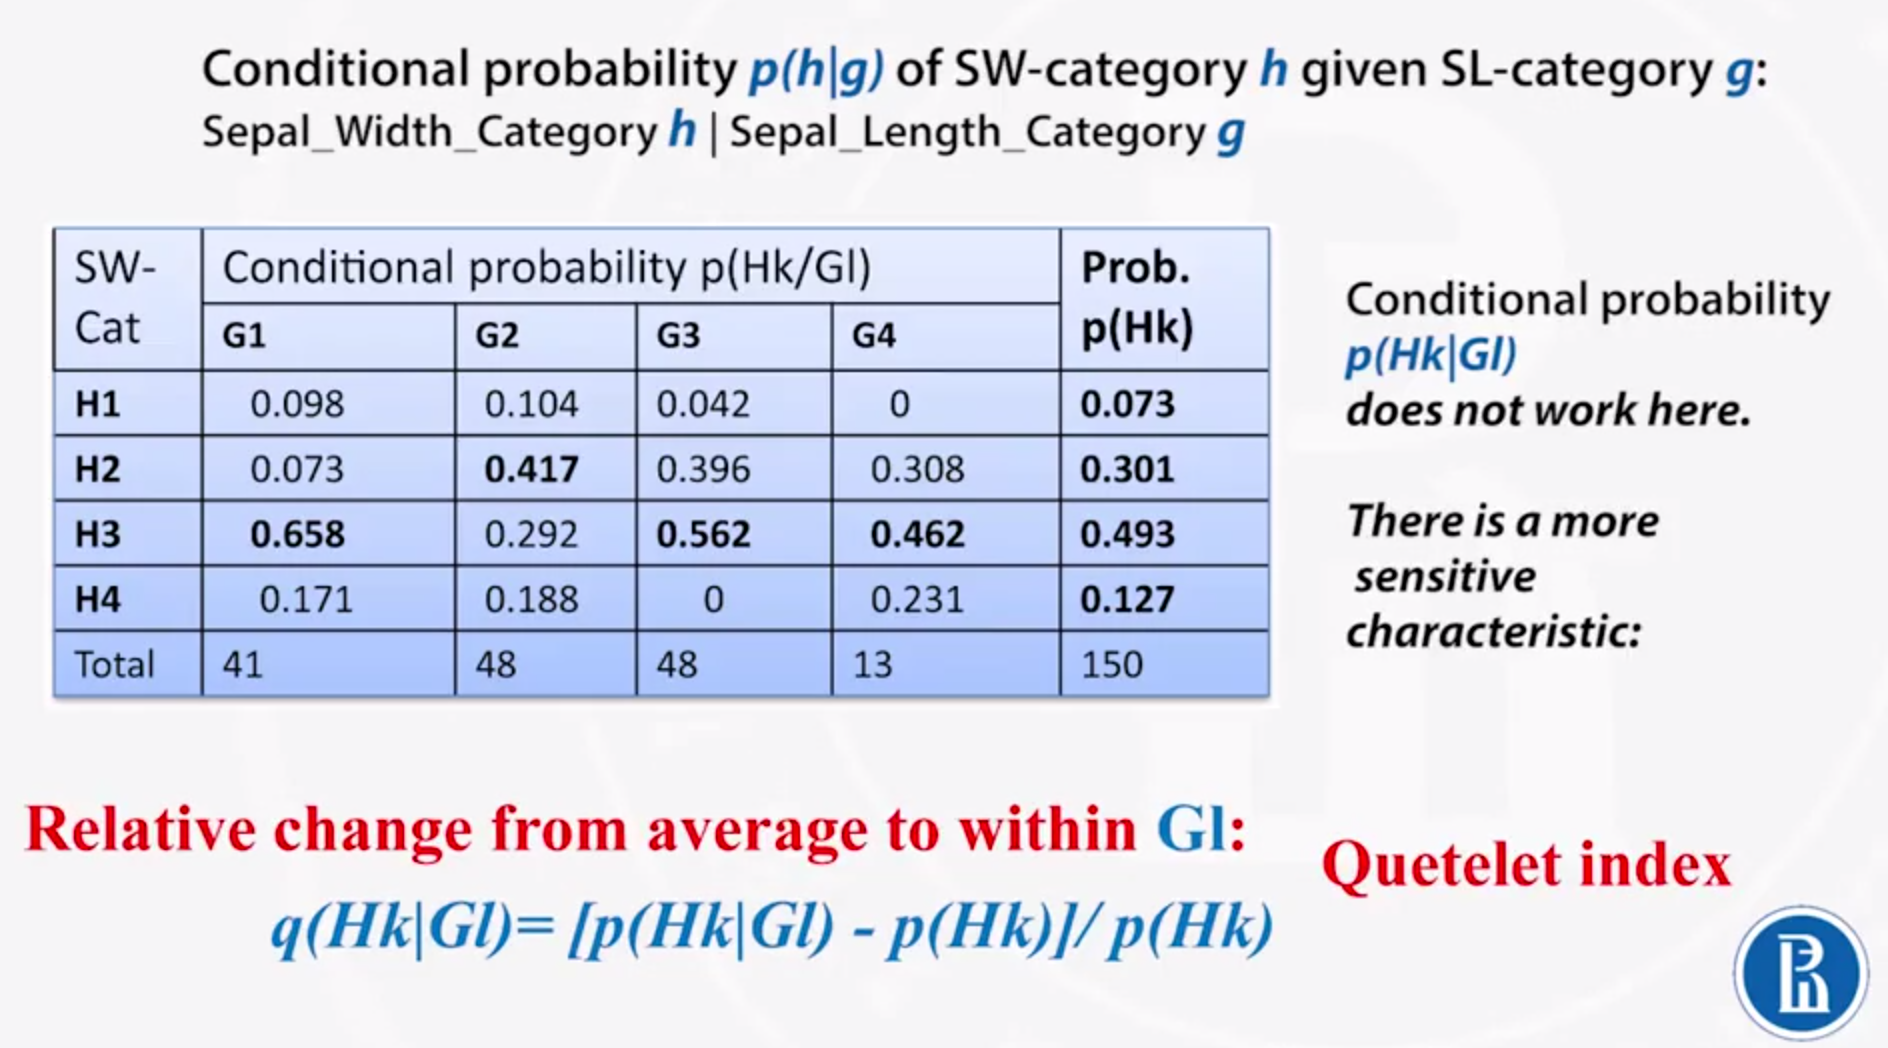 Conditional probability p(h|g) of SW-category h given SL-category g:
Sepal_Width_Category h | Sepal_Length_Category g
SW-Cat Conditional probability p(Hk/Gl) Prob. p(Hk)
G1 G2 G3 G4
H1 0.098 0.104 0.042 0 0.073
H2 0.073 0.417 0.396 0.308 0.301
H3 0.658 0.292 0.562 0.462 0.493
H4 0.171 0.188 0 0.231 0.127
Total 41 48 48 13 150
Conditional probability
p(Hk|Gl)
does not work here.
There is a more
sensitive
characteristic:
Relative change from average to within Gl:
q(Hk|Gl)= [p(Hk|Gl) - p(Hk)]/ p(Hk)
Quetelet index